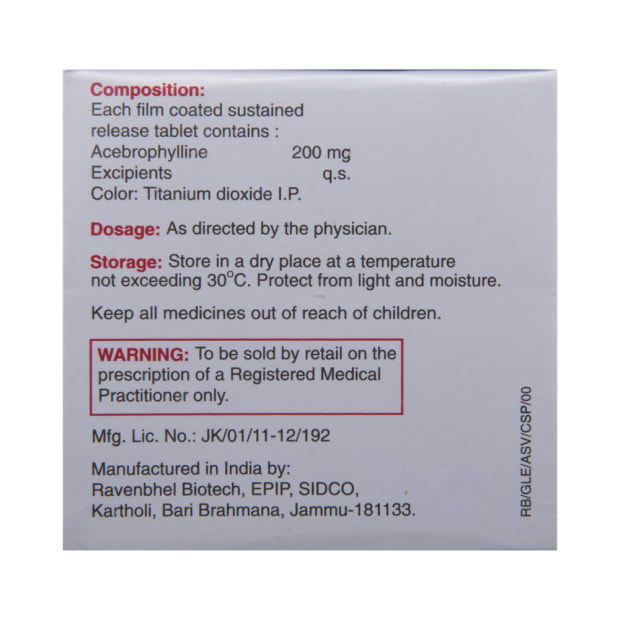 Composition:
Each film coated sustained
release tablet contains :
Acebrophylline 200 mg
Excipients q.s.
Color: Titanium dioxide I.P.
Dosage: As directed by the physician.
Storage: Store in a dry place at a temperature
not exceeding 30°C. Protect from light and moisture.
Keep all medicines out of reach of children.
WARNING: To be sold by retail on the
prescription of a Registered Medical
Practitioner only.
Mfg. Lic. No.: JK/01/11-12/192
Manufactured in India by:
Ravenbhel Biotech, EPIP, SIDCO,
Kartholi, Bari Brahmana, Jammu-181133.
RB/GLE/ASV/CSP/00